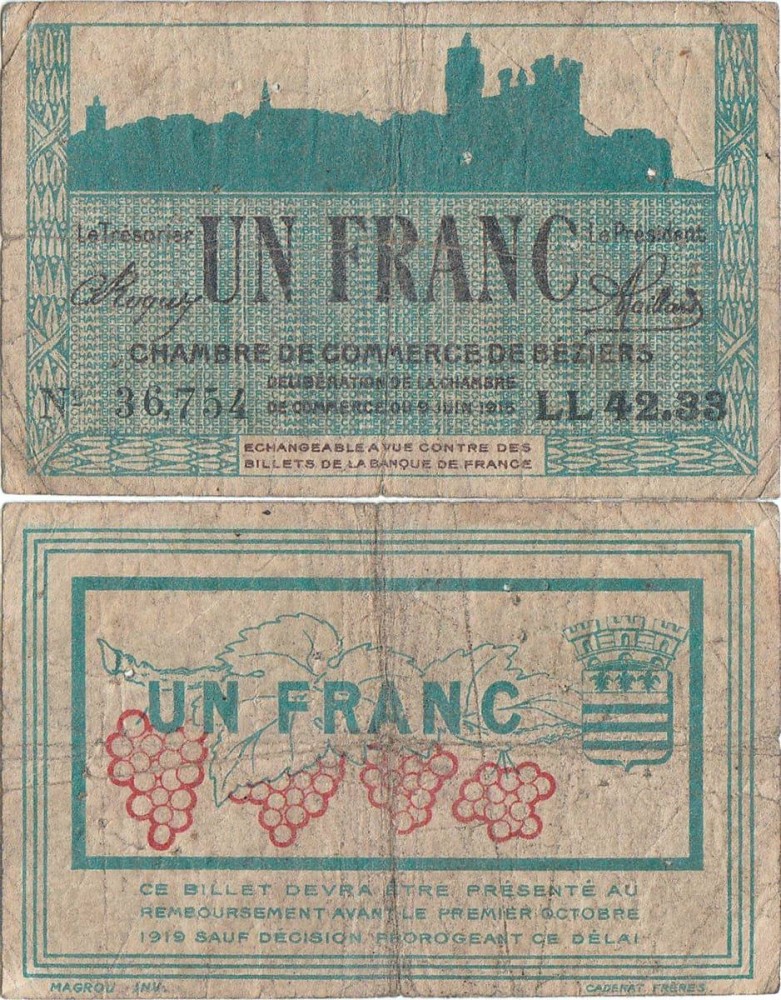 Le Trésorier
UN FRANC
Le Président
CHAMBRE DE COMMERCE DE BÉZIERS
DÉLIBÉRATION DE LA CHAMBRE
DE COMMERCE DU 9 JUIN 1915
Nº 36,754
LL 42.33
ECHANGEABLE A VUE CONTRE DES
BILLETS DE LA BANQUE DE FRANCE
UN FRANC
CE BILLET DEVRA ÊTRE PRÉSENTÉ AU
REMBOURSEMENT AVANT LE PREMIER OCTOBRE
1919 SAUF DÉCISION PROROGEANT CE DÉLAI
MAGROU INV.
CADENAT FRÈRES